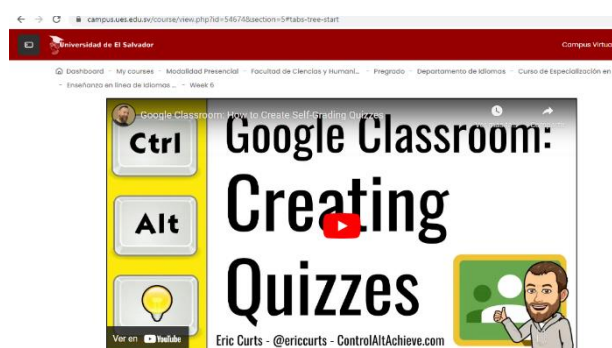 campus.ues.edu.sv/course/view.php?id=54674&section=5#tabs-tree-start
Universidad de El Salvador
Campus Virtual
Dashboard - My courses - Modalidad Presencial - Facultad de Ciencias y Humani... - Pregrado - Departamento de Idiomas - Curso de Especialización en
- Enseñanza en línea de Idiomas ... - Week 6
Google Classroom: How to Create Self-Grading Quizzes
Ctrl
Alt
Google Classroom:
Creating
Quizzes
Ver en YouTube
Eric Curts - @ericcurts - ControlAltAchieve.com